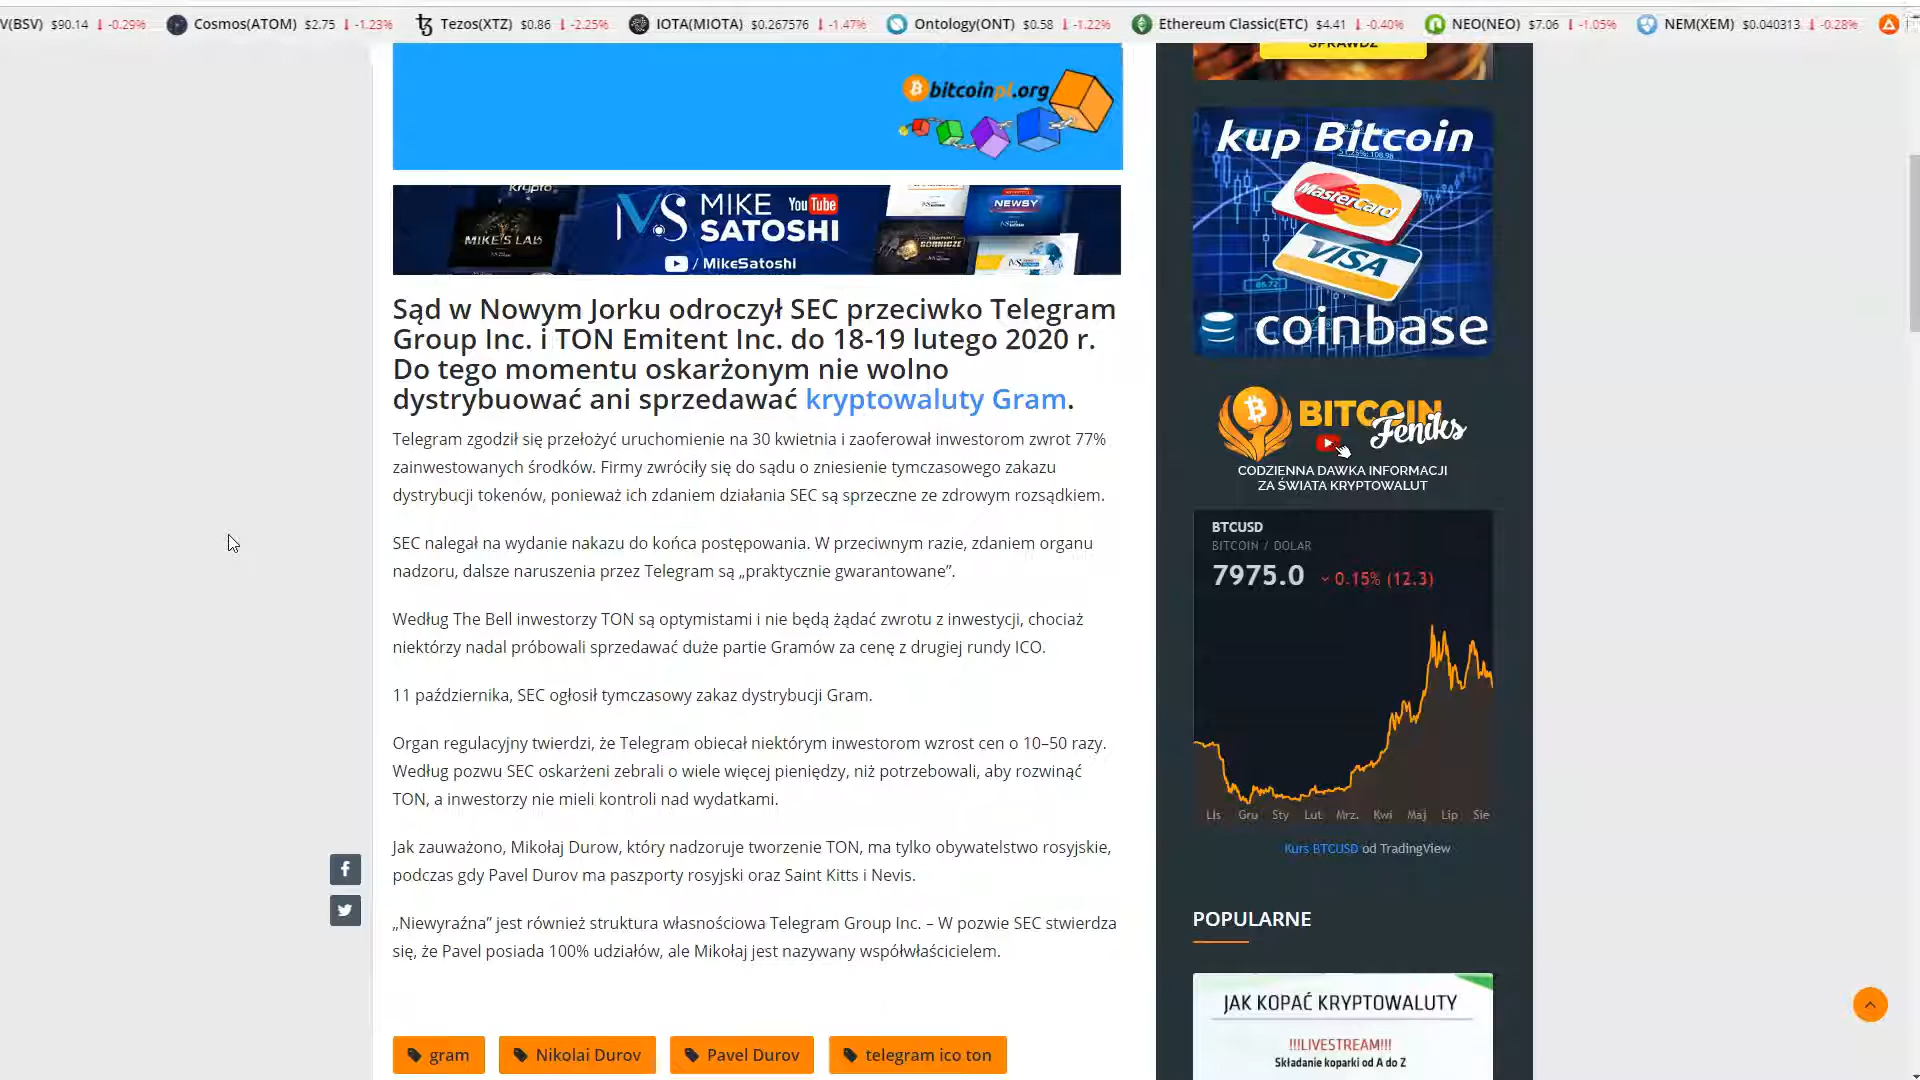 V(BSV) $90.14 -0.29% Cosmos(ATOM) $2.75 -1.23% Tezos(XTZ) $0.86 -2.25% IOTA(MIOTA) $0.267576 -1.47% Ontology(ONT) $0.58 -1.22% Ethereum Classic(ETC) $4.41 -0.40% NEO(NEO) $7.06 -1.05% NEM(XEM) $0.040313 -0.28%
bitcoinpl.org
Krypto
MIKE'S LAB
MS MIKE SATOSHI
YouTube
/ MikeSatoshi
NEWSY
GÓRNICZE
Sąd w Nowym Jorku odroczył SEC przeciwko Telegram
Group Inc. i TON Emitent Inc. do 18-19 lutego 2020 r.
Do tego momentu oskarżonym nie wolno
dystrybuować ani sprzedawać kryptowaluty Gram.
Telegram zgodził się przełożyć uruchomienie na 30 kwietnia i zaoferował inwestorom zwrot 77%
zainwestowanych środków. Firmy zwróciły się do sądu o zniesienie tymczasowego zakazu
dystrybucji tokenów, ponieważ ich zdaniem działania SEC są sprzeczne ze zdrowym rozsądkiem.
SEC nalegał na wydanie nakazu do końca postępowania. W przeciwnym razie, zdaniem organu
nadzoru, dalsze naruszenia przez Telegram są „praktycznie gwarantowane”.
Według The Bell inwestorzy TON są optymistami i nie będą żądać zwrotu z inwestycji, chociaż
niektórzy nadal próbowali sprzedawać duże partie Gramów za cenę z drugiej rundy ICO.
11 października, SEC ogłosił tymczasowy zakaz dystrybucji Gram.
Organ regulacyjny twierdzi, że Telegram obiecał niektórym inwestorom wzrost cen o 10–50 razy.
Według pozwu SEC oskarżeni zebrali o wiele więcej pieniędzy, niż potrzebowali, aby rozwinąć
TON, a inwestorzy nie mieli kontroli nad wydatkami.
Jak zauważono, Mikołaj Durow, który nadzoruje tworzenie TON, ma tylko obywatelstwo rosyjskie,
podczas gdy Pavel Durov ma paszporty rosyjski oraz Saint Kitts i Nevis.
„Niewyraźna” jest również struktura własnościowa Telegram Group Inc. – W pozwie SEC stwierdza
się, że Pavel posiada 100% udziałów, ale Mikołaj jest nazywany współwłaścicielem.
gram
Nikolai Durov
Pavel Durov
telegram ico ton
SPRAWDŹ
kup Bitcoin
MasterCard
VISA
86.72
coinbase
BITCOIN
Feniks
CODZIENNA DAWKA INFORMACJI
ZA ŚWIATA KRYPTOWALUT
BTCUSD
BITCOIN / DOLAR
7975.0 0.15% (12.3)
Lis Gru Sty Lut Mrz. Kwi Maj Lip Sie
Kurs BTCUSD od TradingView
POPULARNE
JAK KOPAĆ KRYPTOWALUTY
!!!LIVESTREAM!!!
Składanie koparki od A do Z